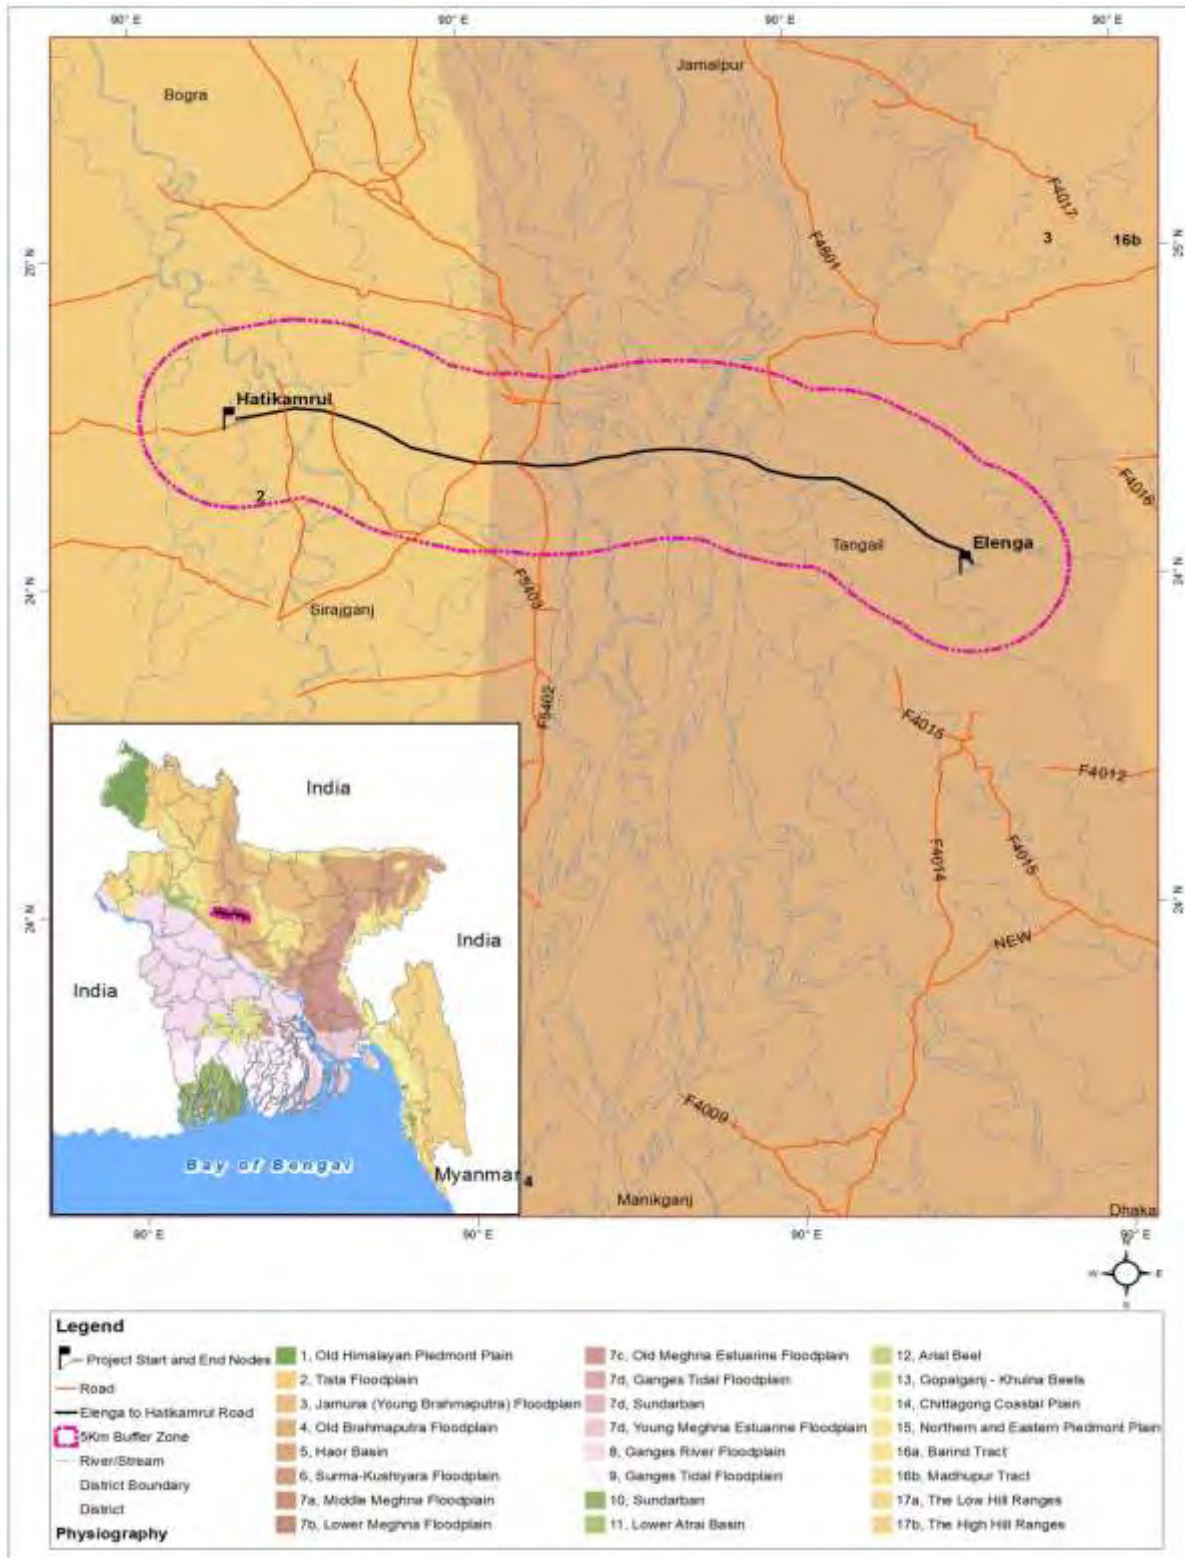 90° E 90° E 90° E 90° E
Jamalpur
Bogra
F4017
3 16b
F4801
25° N
25° N
Hatikamrul
F4016
2
Tangail
Elenga
24° N
24° N
F5403
Sirajganj
F5402
F4015
F4012
India
F4014
F4015
24° N
24° N
India
NEW
India
F4009
Bay of Bengal
Myanmar 4
Manikganj
Dhaka
90° E 90° E 90° E 90° E
N
W E
S
Legend
Project Start and End Nodes
Road
Elenga to Hatikamrul Road
5Km Buffer Zone
River/Stream
District Boundary
District
Physiography
1, Old Himalayan Piedmont Plain
2, Tista Floodplain
3, Jamuna (Young Brahmaputra) Floodplain
4, Old Brahmaputra Floodplain
5, Haor Basin
6, Surma-Kushiyara Floodplain
7a, Middle Meghna Floodplain
7b, Lower Meghna Floodplain
7c, Old Meghna Estuarine Floodplain
7d, Ganges Tidal Floodplain
7d, Sundarban
7d, Young Meghna Estuarine Floodplain
8, Ganges River Floodplain
9, Ganges Tidal Floodplain
10, Sundarban
11, Lower Atrai Basin
12, Arial Beel
13, Gopalganj - Khulna Beels
14, Chittagong Coastal Plain
15, Northern and Eastern Piedmont Plain
16a, Barind Tract
16b, Madhupur Tract
17a, The Low Hill Ranges
17b, The High Hill Ranges